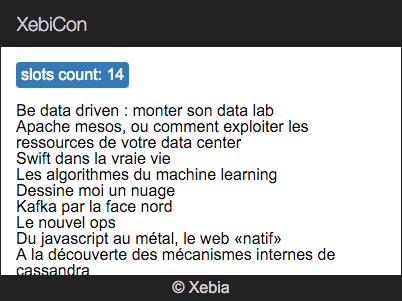 XebiCon
slots count: 14
Be data driven : monter son data lab
Apache mesos, ou comment exploiter les
ressources de votre data center
Swift dans la vraie vie
Les algorithmes du machine learning
Dessine moi un nuage
Kafka par la face nord
Le nouvel ops
Du javascript au métal, le web «natif»
A la découverte des mécanismes internes de
cassandra
© Xebia